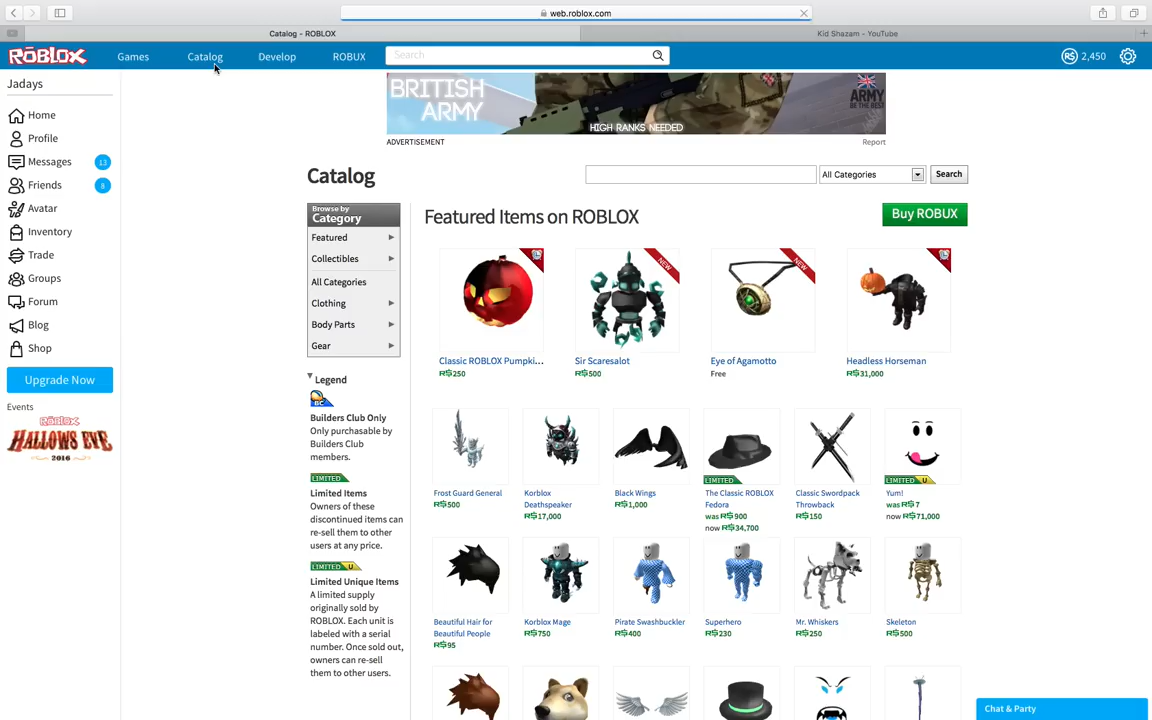 web.roblox.com
Catalog - ROBLOX
Kid Shazam - YouTube
ROBLOX
Games
Catalog
Develop
ROBUX
Search
R$ 2,450
Jadays
Home
Profile
Messages 13
Friends 8
Avatar
Inventory
Trade
Groups
Forum
Blog
Shop
Upgrade Now
Events
ROBLOX
HALLOWS EVE
2016
BRITISH
ARMY
HIGH RANKS NEEDED
ARMY
BE THE BEST
ADVERTISEMENT
Report
Catalog
All Categories
Search
Browse by
Category
Featured
Collectibles
All Categories
Clothing
Body Parts
Gear
Legend
BC
Builders Club Only
Only purchasable by
Builders Club
members.
LIMITED
Limited Items
Owners of these
discontinued items can
re-sell them to other
users at any price.
LIMITED U
Limited Unique Items
A limited supply
originally sold by
ROBLOX. Each unit is
labeled with a serial
number. Once sold out,
owners can re-sell
them to other users.
Featured Items on ROBLOX
Buy ROBUX
Classic ROBLOX Pumpki...
R$250
NEW
Sir Scaresalot
R$500
NEW
Eye of Agamotto
Free
Headless Horseman
R$31,000
Frost Guard General
R$500
Korblox
Deathspeaker
R$17,000
Black Wings
R$1,000
LIMITED
The Classic ROBLOX
Fedora
was R$900
now R$34,700
Classic Swordpack
Throwback
R$150
LIMITED U
Yum!
was R$7
now R$71,000
Beautiful Hair for
Beautiful People
R$95
Korblox Mage
R$750
Pirate Swashbuckler
R$400
Superhero
R$230
Mr. Whiskers
R$250
Skeleton
R$500
Chat & Party